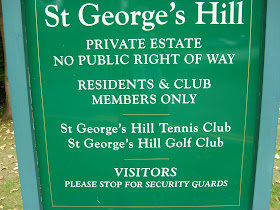 St George's Hill
PRIVATE ESTATE
NO PUBLIC RIGHT OF WAY
RESIDENTS & CLUB
MEMBERS ONLY
St George's Hill Tennis Club
St George's Hill Golf Club
VISITORS
PLEASE STOP FOR SECURITY GUARDS